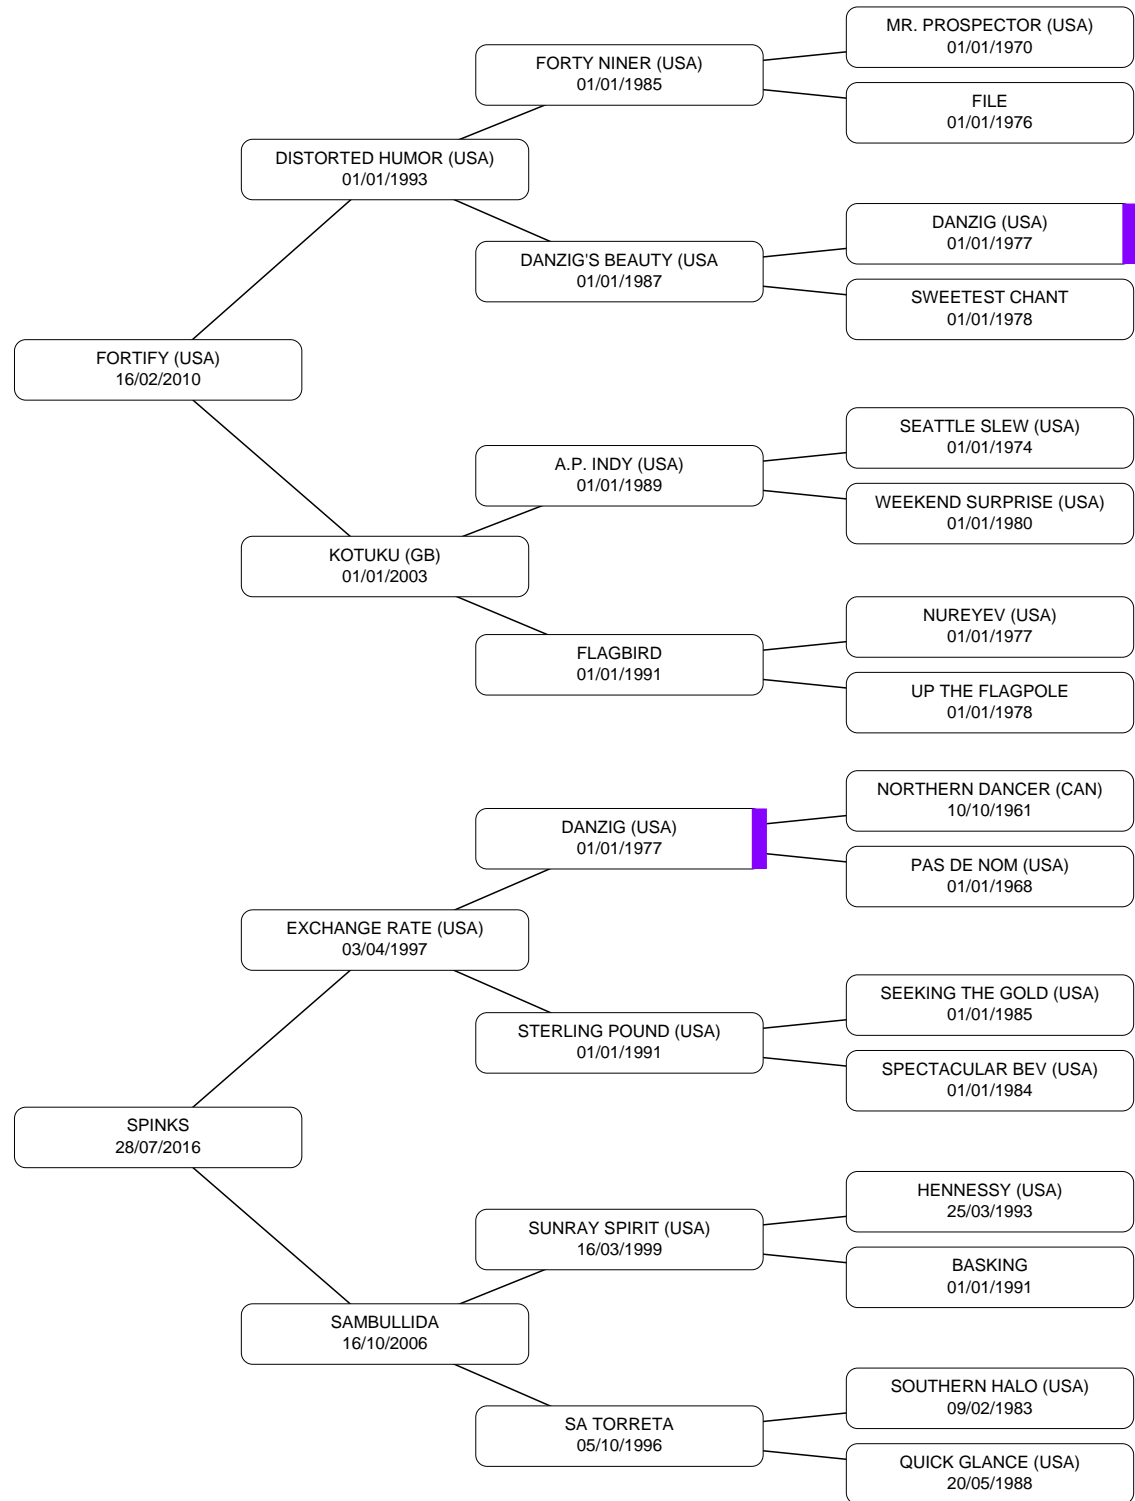 MR. PROSPECTOR (USA)
01/01/1970
FORTY NINER (USA)
01/01/1985
FILE
01/01/1976
DISTORTED HUMOR (USA)
01/01/1993
DANZIG (USA)
01/01/1977
DANZIG'S BEAUTY (USA
01/01/1987
SWEETEST CHANT
01/01/1978
FORTIFY (USA)
16/02/2010
SEATTLE SLEW (USA)
01/01/1974
A.P. INDY (USA)
01/01/1989
WEEKEND SURPRISE (USA)
01/01/1980
KOTUKU (GB)
01/01/2003
NUREYEV (USA)
01/01/1977
FLAGBIRD
01/01/1991
UP THE FLAGPOLE
01/01/1978
NORTHERN DANCER (CAN)
10/10/1961
DANZIG (USA)
01/01/1977
PAS DE NOM (USA)
01/01/1968
EXCHANGE RATE (USA)
03/04/1997
SEEKING THE GOLD (USA)
01/01/1985
STERLING POUND (USA)
01/01/1991
SPECTACULAR BEV (USA)
01/01/1984
SPINKS
28/07/2016
HENNESSY (USA)
25/03/1993
SUNRAY SPIRIT (USA)
16/03/1999
BASKING
01/01/1991
SAMBULLIDA
16/10/2006
SOUTHERN HALO (USA)
09/02/1983
SA TORRETA
05/10/1996
QUICK GLANCE (USA)
20/05/1988